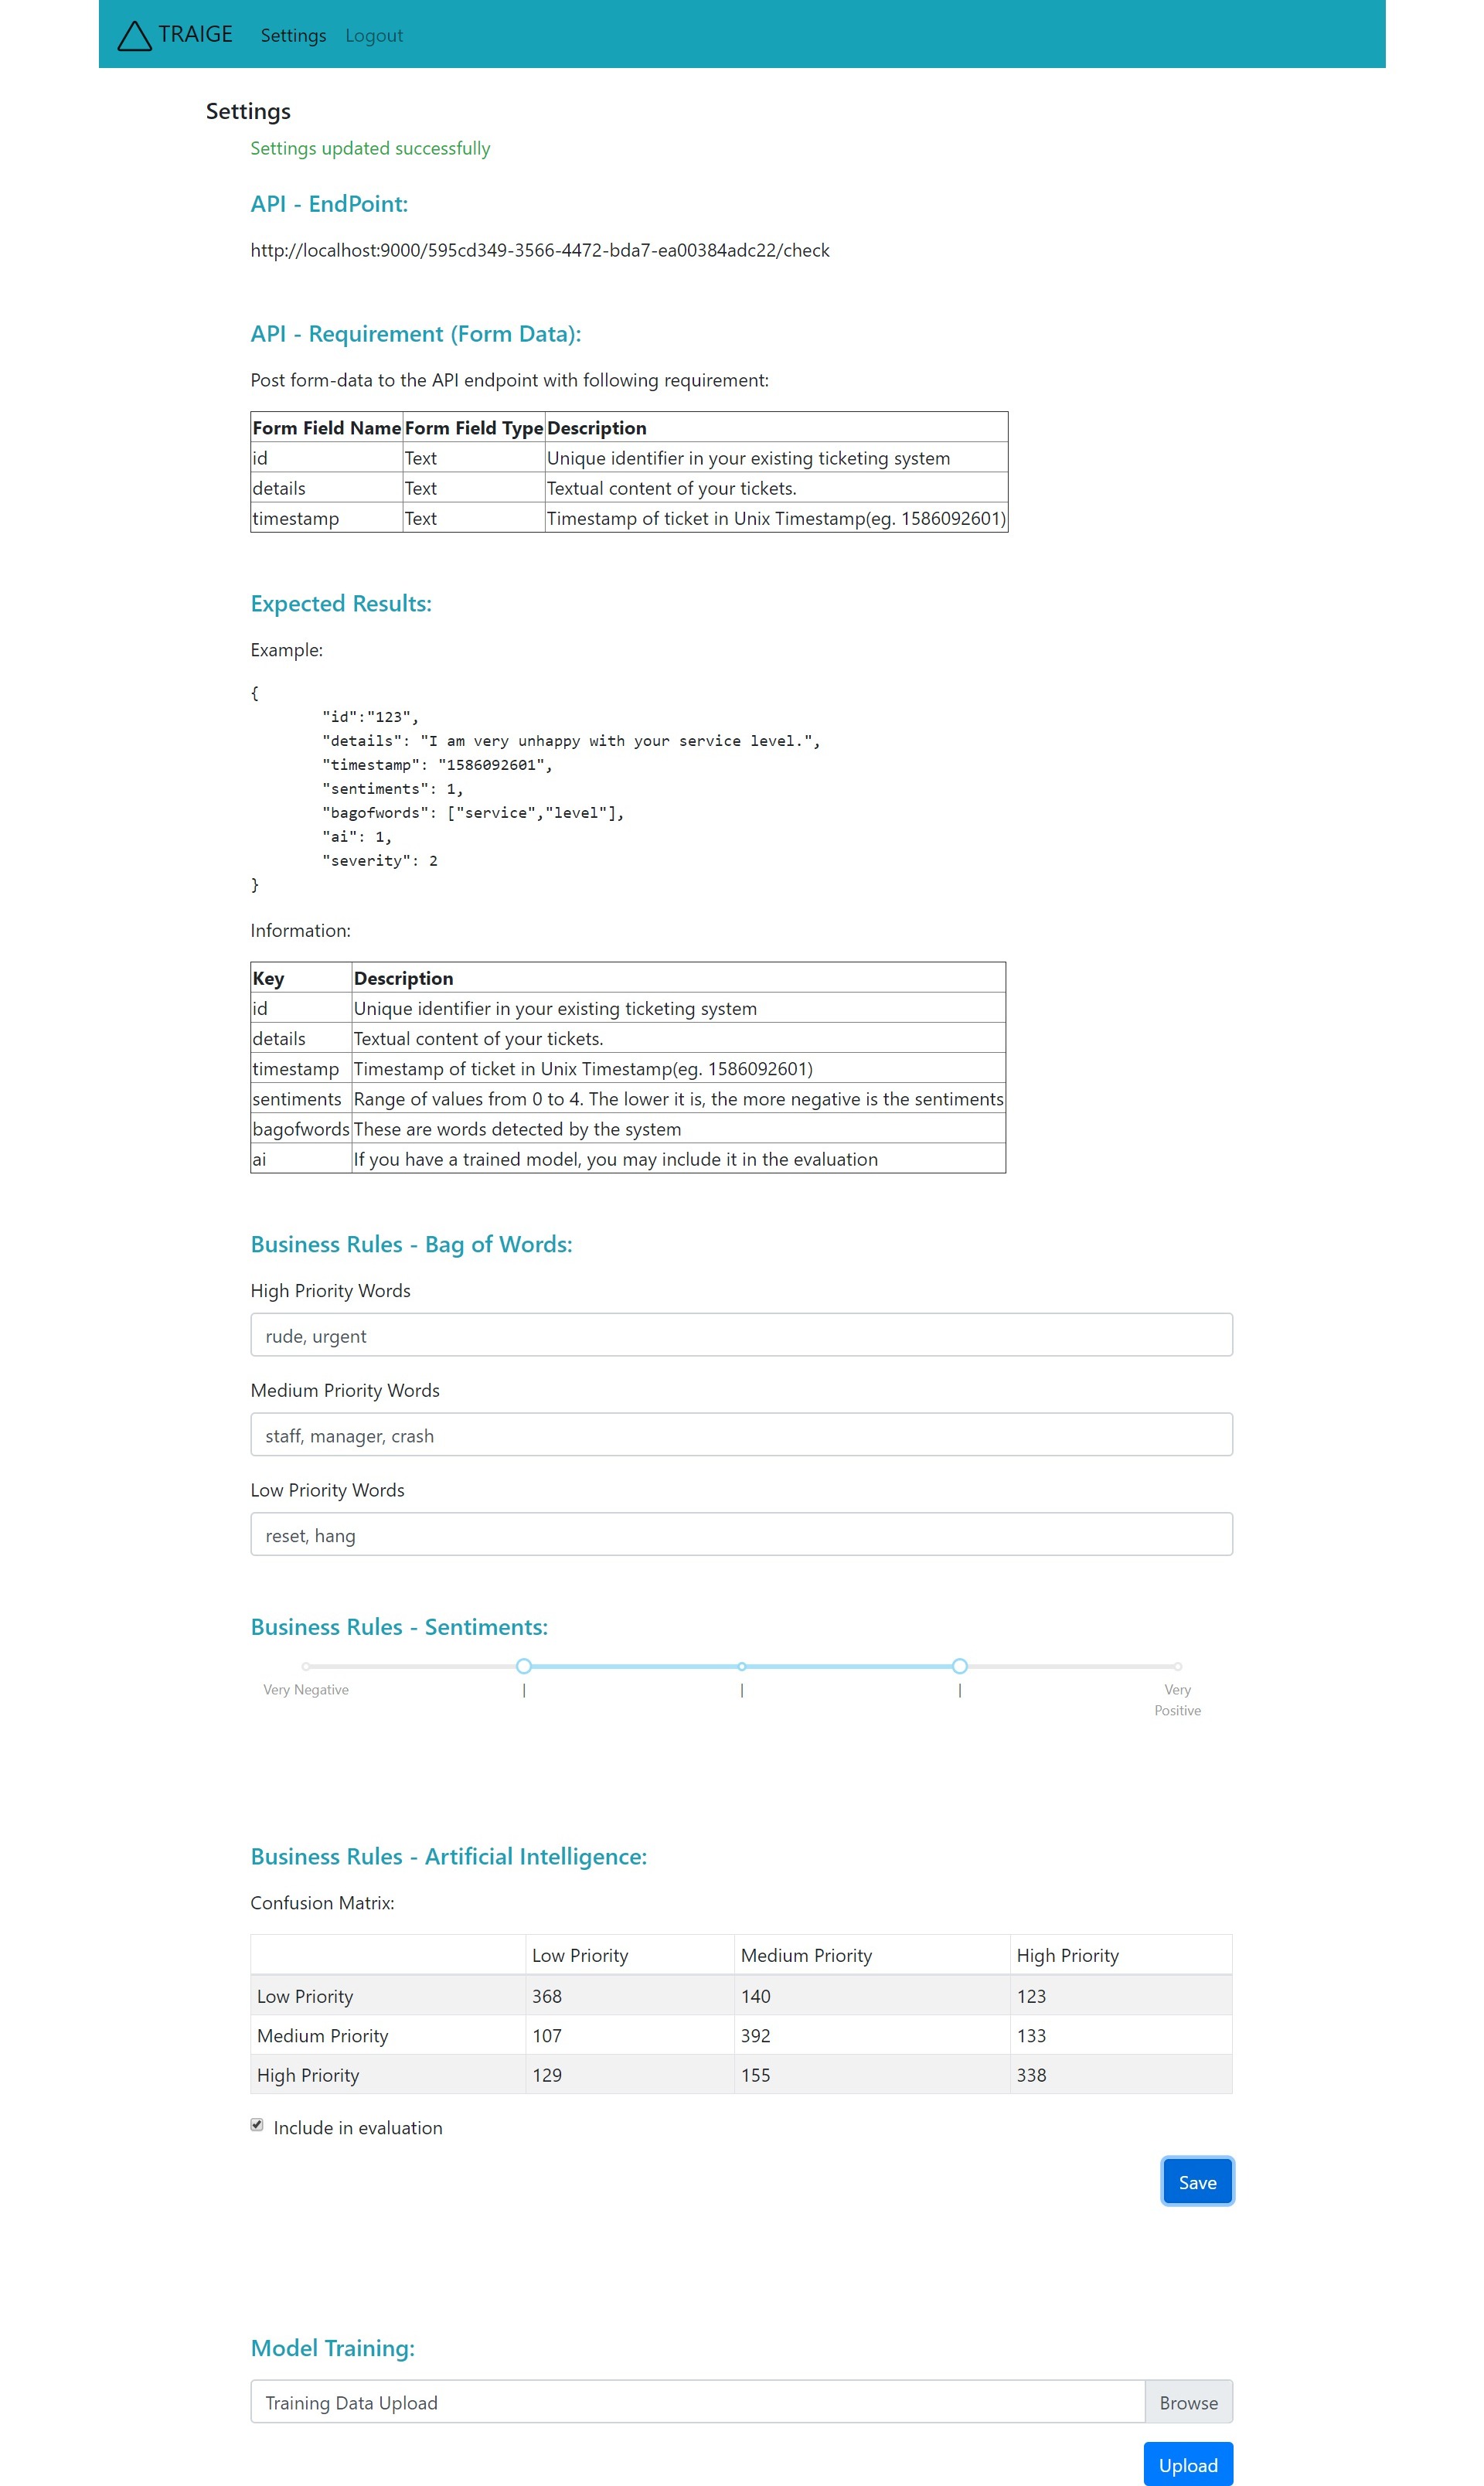 TRAIGE Settings Logout
Settings
Settings updated successfully
API - EndPoint:
http://localhost:9000/595cd349-3566-4472-bda7-ea00384adc22/check
API - Requirement (Form Data):
Post form-data to the API endpoint with following requirement:
Form Field Name Form Field Type Description
id Text Unique identifier in your existing ticketing system
details Text Textual content of your tickets.
timestamp Text Timestamp of ticket in Unix Timestamp(eg. 1586092601)
Expected Results:
Example:
{
"id":"123",
"details": "I am very unhappy with your service level.",
"timestamp": "1586092601",
"sentiments": 1,
"bagofwords": ["service","level"],
"ai": 1,
"severity": 2
}
Information:
Key Description
id Unique identifier in your existing ticketing system
details Textual content of your tickets.
timestamp Timestamp of ticket in Unix Timestamp(eg. 1586092601)
sentiments Range of values from 0 to 4. The lower it is, the more negative is the sentiments
bagofwords These are words detected by the system
ai If you have a trained model, you may include it in the evaluation
Business Rules - Bag of Words:
High Priority Words
rude, urgent
Medium Priority Words
staff, manager, crash
Low Priority Words
reset, hang
Business Rules - Sentiments:
Very Negative | | | Very
Positive
Business Rules - Artificial Intelligence:
Confusion Matrix:
Low Priority Medium Priority High Priority
Low Priority 368 140 123
Medium Priority 107 392 133
High Priority 129 155 338
Include in evaluation
Save
Model Training:
Training Data Upload Browse
Upload